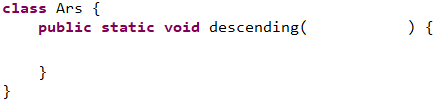 class Ars {
    public static void descending(           ) {
    }
}